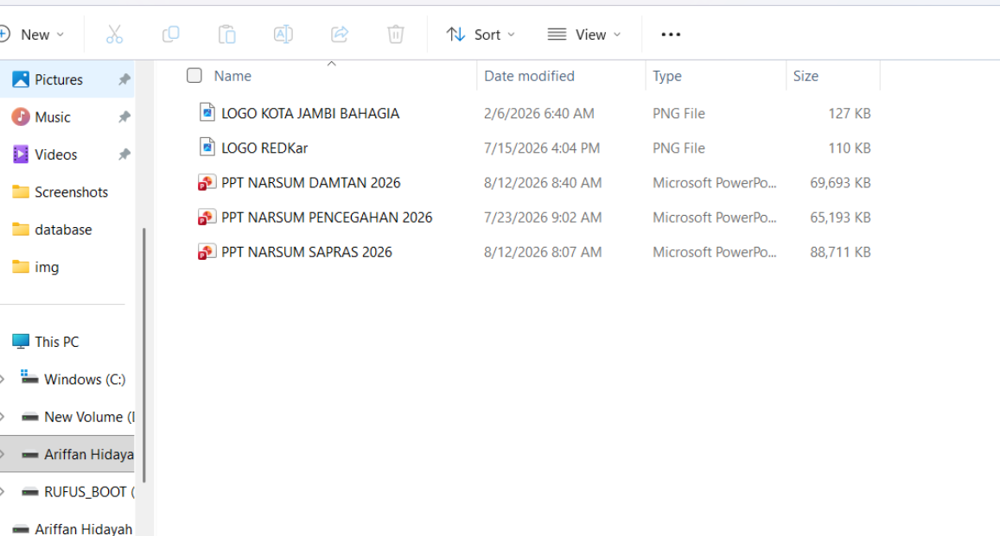 New Sort View
Name Date modified Type Size
Pictures
Music
Videos
Screenshots
database
img
This PC
Windows (C:)
New Volume (
Ariffan Hidaya
RUFUS_BOOT (
Ariffan Hidayah
LOGO KOTA JAMBI BAHAGIA 2/6/2026 6:40 AM PNG File 127 KB
LOGO REDKar 7/15/2026 4:04 PM PNG File 110 KB
PPT NARSUM DAMTAN 2026 8/12/2026 8:40 AM Microsoft PowerPo... 69,693 KB
PPT NARSUM PENCEGAHAN 2026 7/23/2026 9:02 AM Microsoft PowerPo... 65,193 KB
PPT NARSUM SAPRAS 2026 8/12/2026 8:07 AM Microsoft PowerPo... 88,711 KB